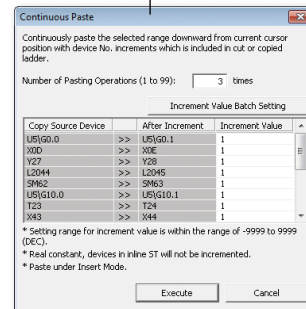 Continuous Paste
Continuously paste the selected range downward from current cursor
position with device No. increments which is included in cut or copied
ladder.
Number of Pasting Operations (1 to 99): 3 times
Increment Value Batch Setting
Copy Source Device After Increment Increment Value
U5\G0.0 >> U5\G0.1 1
X0D >> X0E 1
Y27 >> Y28 1
L2044 >> L2045 1
SM62 >> SM63 1
U5\G10.0 >> U5\G10.1 1
T23 >> T24 1
X43 >> X44 1
* Setting range for increment value is within the range of -9999 to 9999
(DEC).
* Real constant, devices in inline ST will not be incremented.
* Paste under Insert Mode.
Execute Cancel